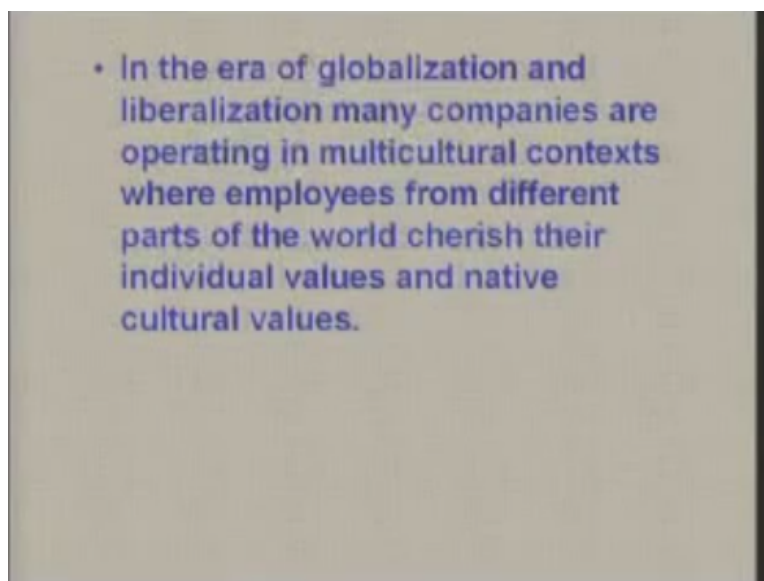 • In the era of globalization and
liberalization many companies are
operating in multicultural contexts
where employees from different
parts of the world cherish their
individual values and native
cultural values.